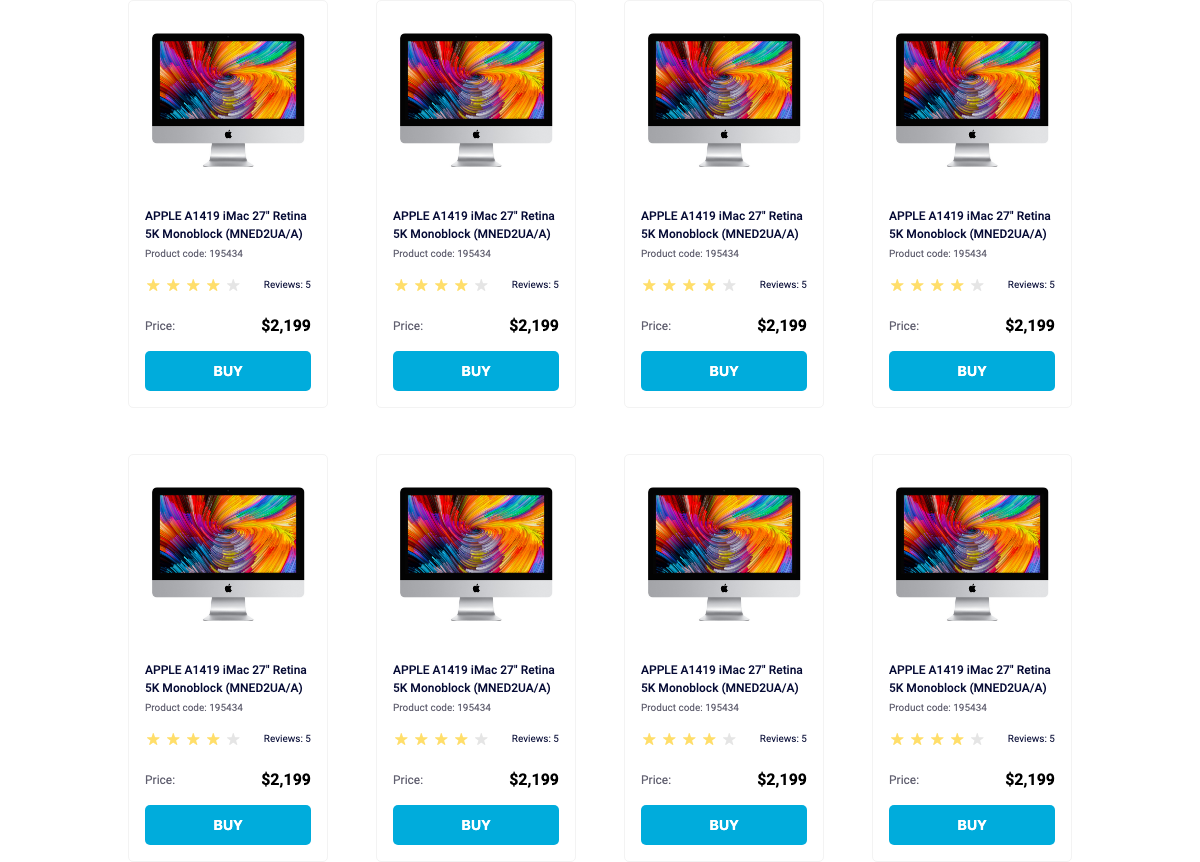 APPLE A1419 iMac 27" Retina
5K Monoblock (MNED2UA/A)
Product code: 195434
Reviews: 5
Price: $2,199
BUY
APPLE A1419 iMac 27" Retina
5K Monoblock (MNED2UA/A)
Product code: 195434
Reviews: 5
Price: $2,199
BUY
APPLE A1419 iMac 27" Retina
5K Monoblock (MNED2UA/A)
Product code: 195434
Reviews: 5
Price: $2,199
BUY
APPLE A1419 iMac 27" Retina
5K Monoblock (MNED2UA/A)
Product code: 195434
Reviews: 5
Price: $2,199
BUY
APPLE A1419 iMac 27" Retina
5K Monoblock (MNED2UA/A)
Product code: 195434
Reviews: 5
Price: $2,199
BUY
APPLE A1419 iMac 27" Retina
5K Monoblock (MNED2UA/A)
Product code: 195434
Reviews: 5
Price: $2,199
BUY
APPLE A1419 iMac 27" Retina
5K Monoblock (MNED2UA/A)
Product code: 195434
Reviews: 5
Price: $2,199
BUY
APPLE A1419 iMac 27" Retina
5K Monoblock (MNED2UA/A)
Product code: 195434
Reviews: 5
Price: $2,199
BUY